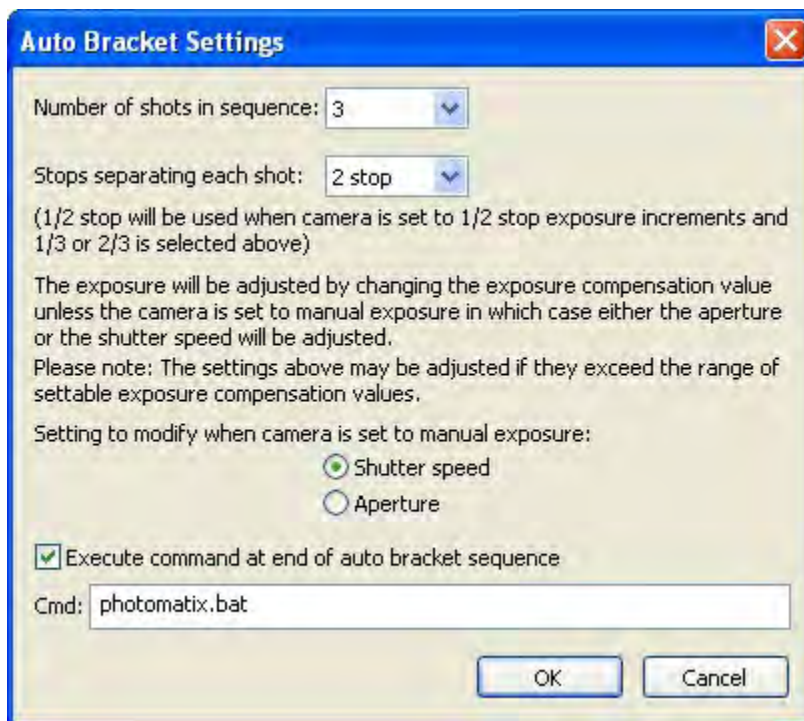 Auto Bracket Settings
Number of shots in sequence: 3
Stops separating each shot: 2 stop
(1/2 stop will be used when camera is set to 1/2 stop exposure increments and
1/3 or 2/3 is selected above)
The exposure will be adjusted by changing the exposure compensation value
unless the camera is set to manual exposure in which case either the aperture
or the shutter speed will be adjusted.
Please note: The settings above may be adjusted if they exceed the range of
settable exposure compensation values.
Setting to modify when camera is set to manual exposure:
Shutter speed
Aperture
Execute command at end of auto bracket sequence
Cmd: photomatix.bat
OK Cancel